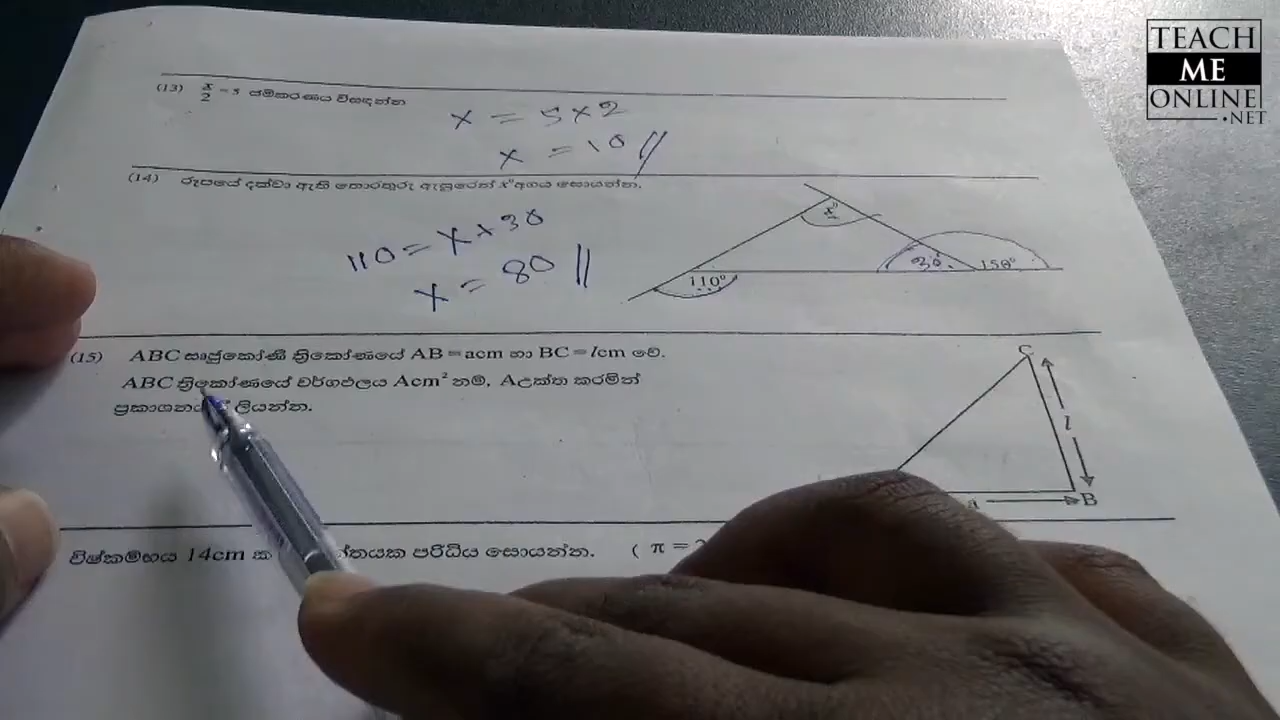 TEACH
ME
ONLINE
.NET
(13) x/2 = 5 සමීකරණය විසඳන්න
x = 5 x 2
x = 10 //
(14) රූපයේ දක්වා ඇති තොරතුරු ඇසුරෙන් x° අගය සොයන්න.
110 = x + 30
x = 80 //
x°
110°
30°
150°
(15) ABC සෘජුකෝණී ත්‍රිකෝණයේ AB = acm හා BC = lcm වේ.
ABC ත්‍රිකෝණයේ වර්ගඵලය Acm² නම්, A උක්ත කරමින්
ලියන්න.
C
l
a
B
විෂ්කම්භය 14cm පරිධිය සොයන්න. ( π = 2